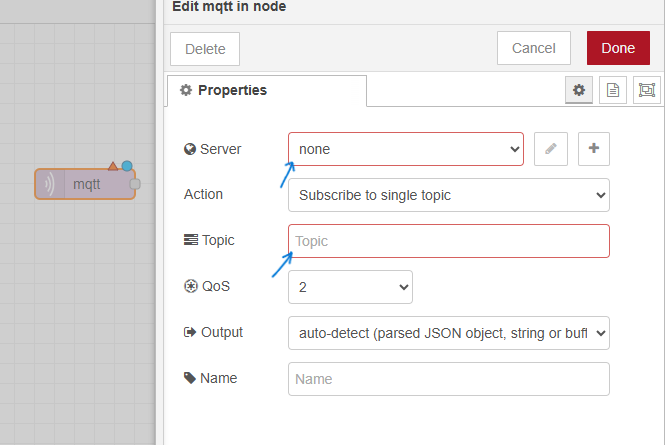 Edit mqtt in node
Delete
Cancel
Done
Properties
Server
none
mqtt
Action
Subscribe to single topic
Topic
Topic
QoS
2
Output
auto-detect (parsed JSON object, string or buff
Name
Name